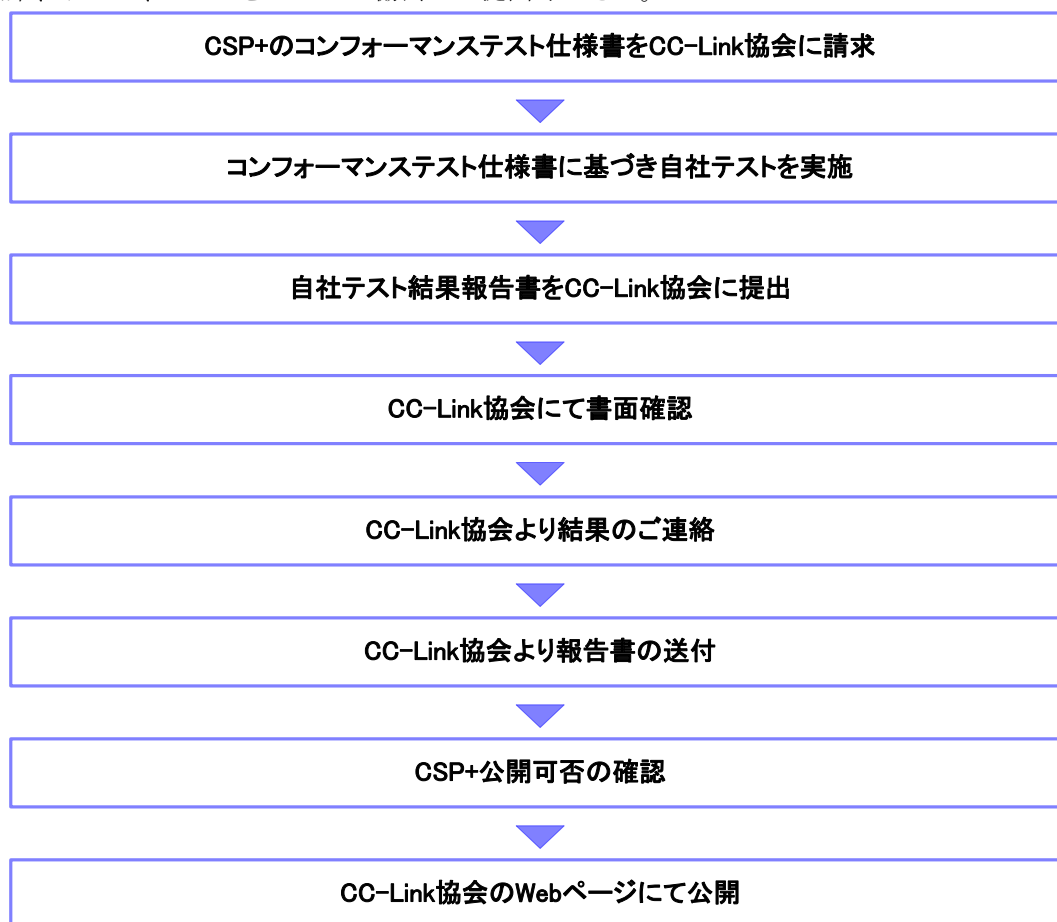 CSP+のコンフォーマンステスト仕様書をCC-Link協会に請求
コンフォーマンステスト仕様書に基づき自社テストを実施
自社テスト結果報告書をCC-Link協会に提出
CC-Link協会にて書面確認
CC-Link協会より結果のご連絡
CC-Link協会より報告書の送付
CSP+公開可否の確認
CC-Link協会のWebページにて公開